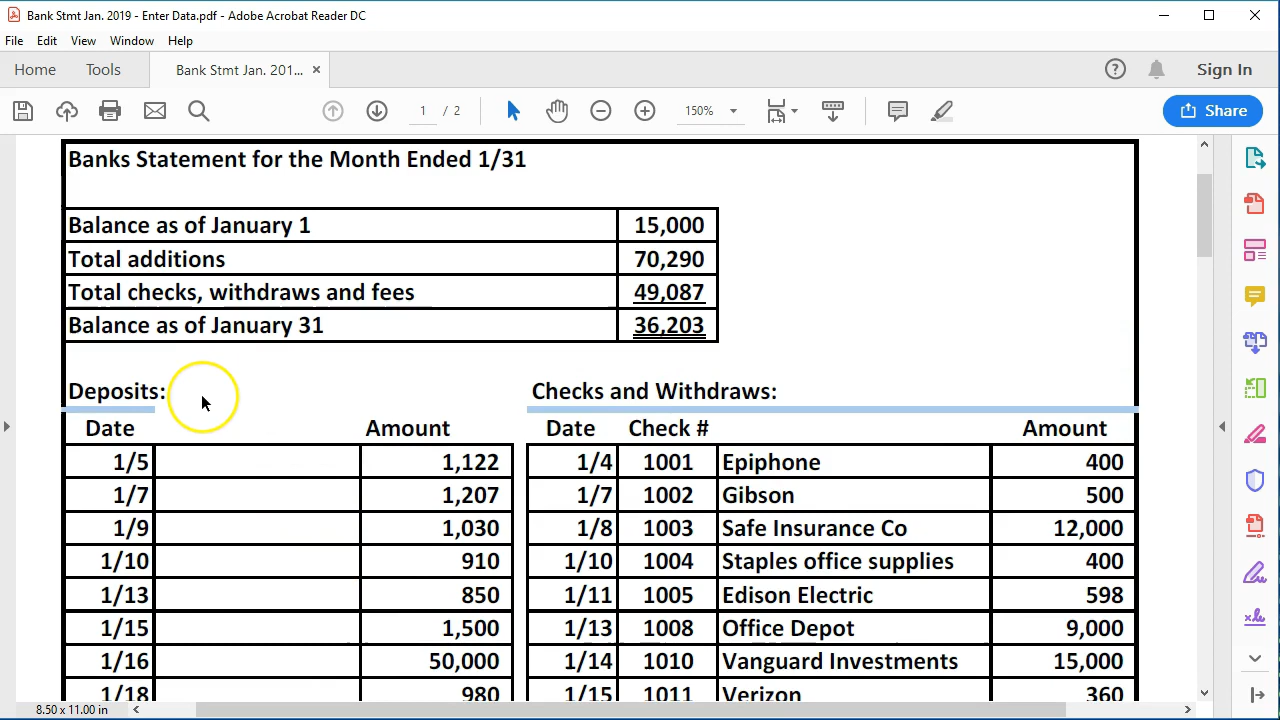 Bank Stmt Jan. 2019 - Enter Data.pdf - Adobe Acrobat Reader DC
File Edit View Window Help
Home Tools Bank Stmt Jan. 201... × Sign In
1 / 2 150% Share
Banks Statement for the Month Ended 1/31
Balance as of January 1 15,000
Total additions 70,290
Total checks, withdraws and fees 49,087
Balance as of January 31 36,203
Deposits: Checks and Withdraws:
Date Amount Date Check # Amount
1/5 1,122 1/4 1001 Epiphone 400
1/7 1,207 1/7 1002 Gibson 500
1/9 1,030 1/8 1003 Safe Insurance Co 12,000
1/10 910 1/10 1004 Staples office supplies 400
1/13 850 1/11 1005 Edison Electric 598
1/15 1,500 1/13 1008 Office Depot 9,000
1/16 50,000 1/14 1010 Vanguard Investments 15,000
1/18 980 1/15 1011 Verizon 360
8.50 x 11.00 in